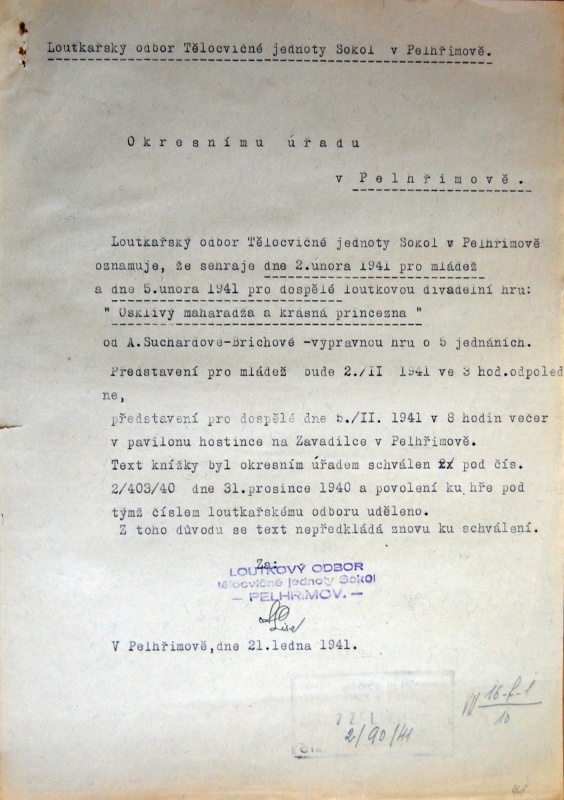 Loutkařský odbor Tělocvičné jednoty Sokol v Pelhřimově.
Okresnímu úřadu
v Pelhřimově.
Loutkařský odbor Tělocvičné jednoty Sokol v Pelhřimově
oznamuje, že sehraje dne 2.února 1941 pro mládež
a dne 5.února 1941 pro dospělé loutkovou divadelní hru:
" Osklivý maharadža a krásná princezna "
od A.Suchardové-Brichové -výpravnou hru o 5 jednáních.
Představení pro mládež bude 2./II 1941 ve 3 hod.odpoled
ne,
představení pro dospělé dne 5./II. 1941 v 8 hodin večer
v pavilonu hostince na Zavadilce v Pelhřimově.
Text knížky byl okresním úřadem schválen pod čís.
2/403/40 dne 31.prosince 1940 a povolení ku hře pod
týmž číslem loutkařskému odboru uděleno.
Z toho důvodu se text nepředkládá znovu ku schválení.
Za:
LOUTKOVÝ ODBOR
tělocvičné jednoty Sokol
— PELHŘIMOV. —
V Pelhřimově,dne 21.ledna 1941.
2/90/41